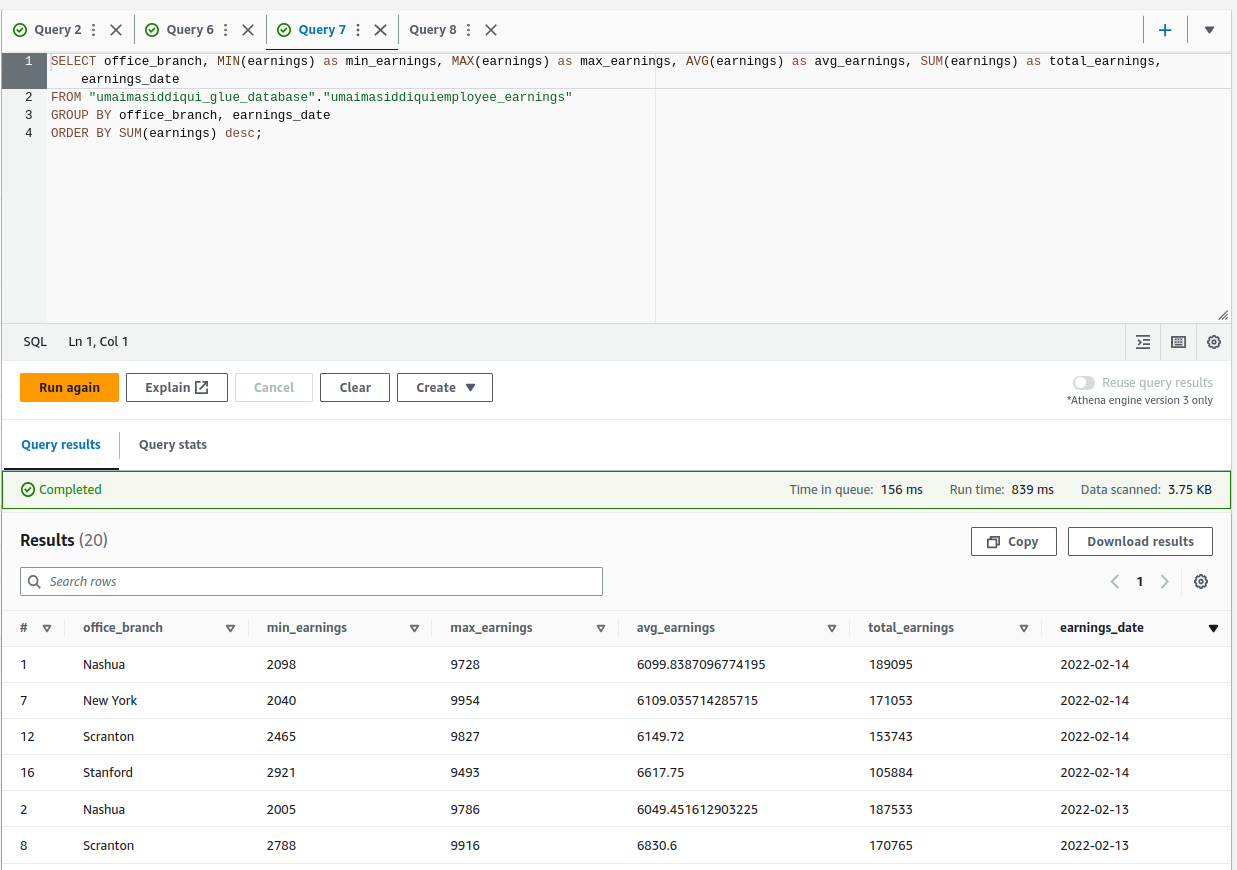 Query 2 Query 6 Query 7 Query 8
1 SELECT office_branch, MIN(earnings) as min_earnings, MAX(earnings) as max_earnings, AVG(earnings) as avg_earnings, SUM(earnings) as total_earnings,
earnings_date
2 FROM "umaimasiddiqui_glue_database"."umaimasiddiquiemployee_earnings"
3 GROUP BY office_branch, earnings_date
4 ORDER BY SUM(earnings) desc;
SQL Ln 1, Col 1
Run again Explain Cancel Clear Create Reuse query results
*Athena engine version 3 only
Query results Query stats
Completed Time in queue: 156 ms Run time: 839 ms Data scanned: 3.75 KB
Results (20) Copy Download results
Search rows 1
# office_branch min_earnings max_earnings avg_earnings total_earnings earnings_date
1 Nashua 2098 9728 6099.8387096774195 189095 2022-02-14
7 New York 2040 9954 6109.035714285715 171053 2022-02-14
12 Scranton 2465 9827 6149.72 153743 2022-02-14
16 Stanford 2921 9493 6617.75 105884 2022-02-14
2 Nashua 2005 9786 6049.451612903225 187533 2022-02-13
8 Scranton 2788 9916 6830.6 170765 2022-02-13